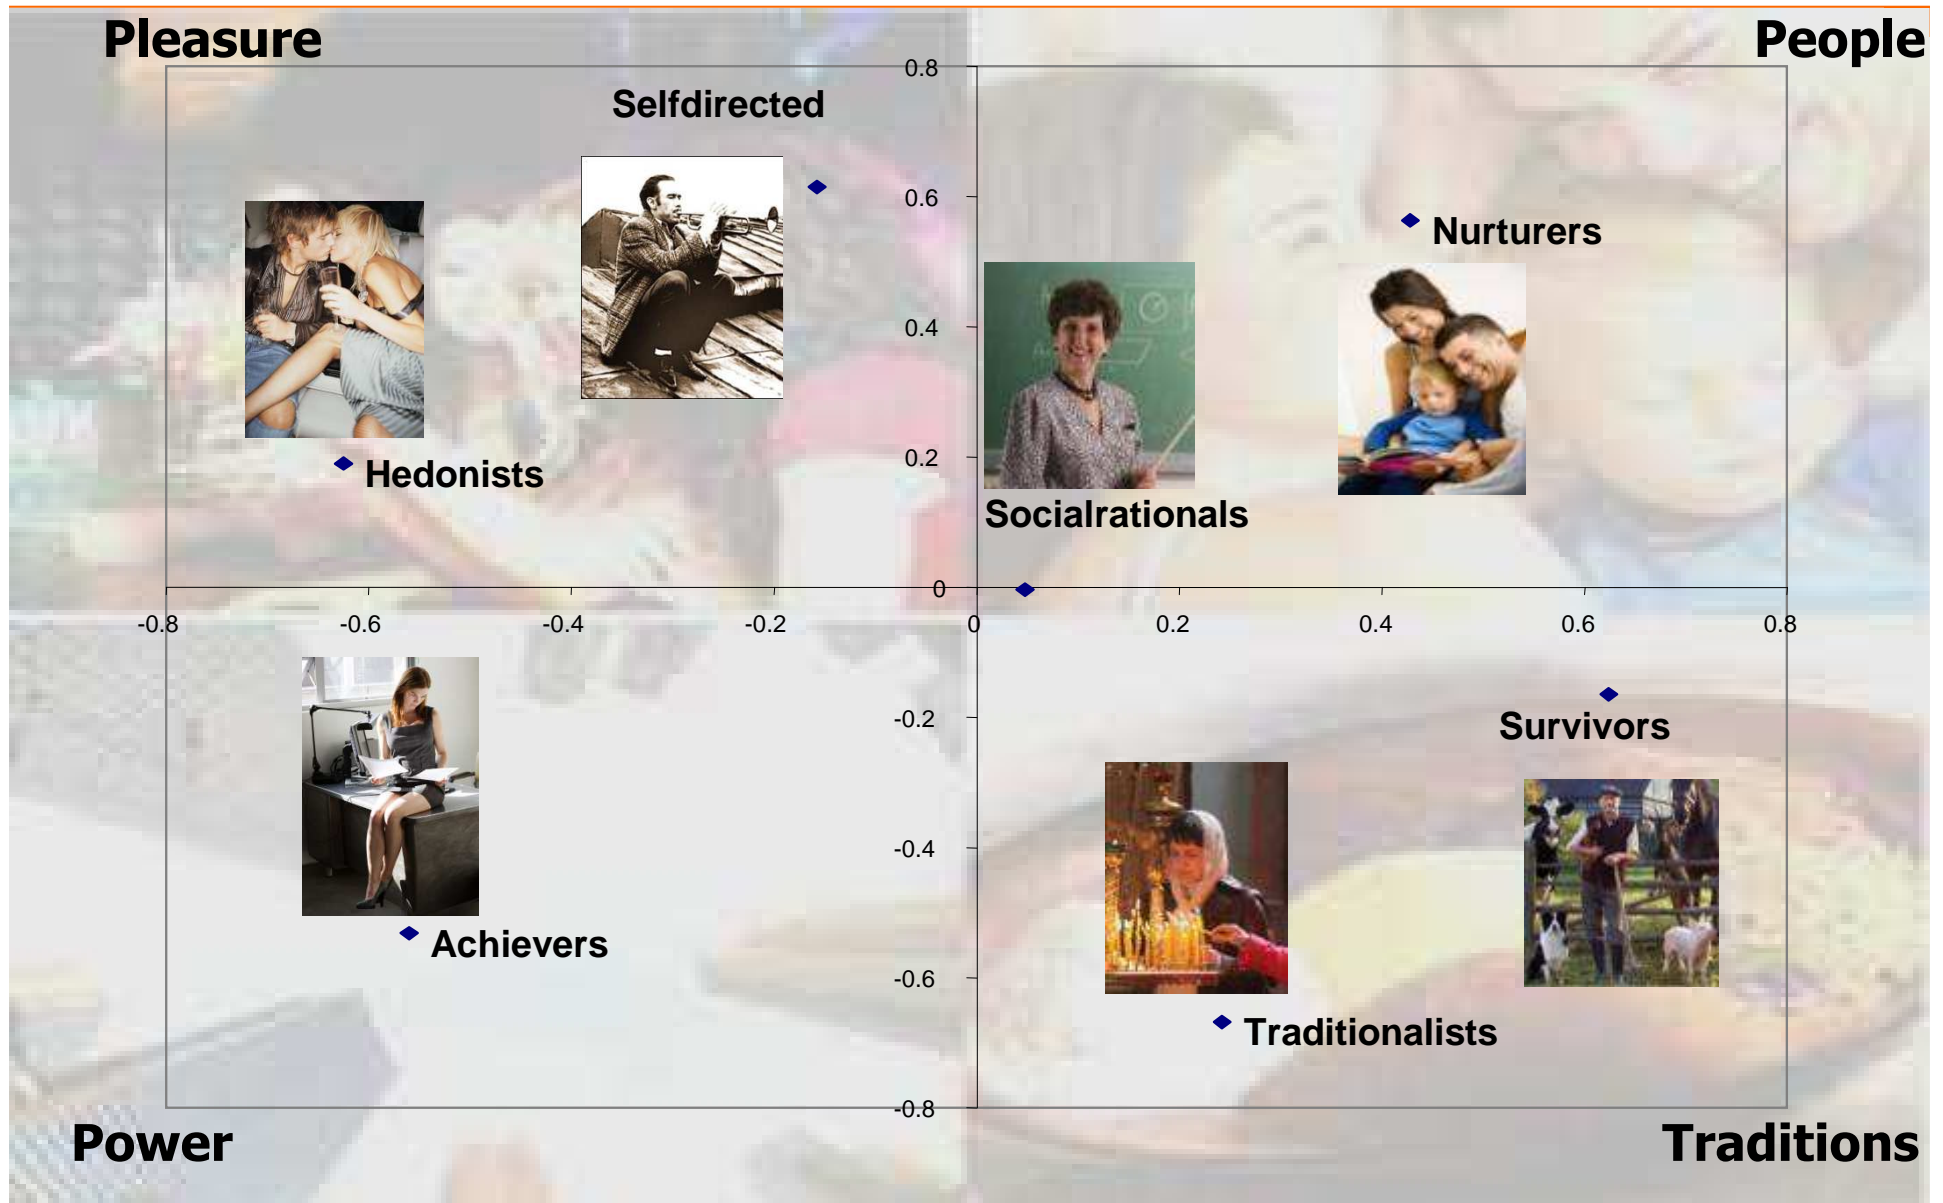 Pleasure
People
0.8
Selfdirected
0.6
Nurturers
0.4
0.2
Hedonists
Socialrationals
0
-0.8 -0.6 -0.4 -0.2 0 0.2 0.4 0.6 0.8
-0.2
Survivors
-0.4
Achievers
-0.6
Traditionalists
-0.8
Power
Traditions